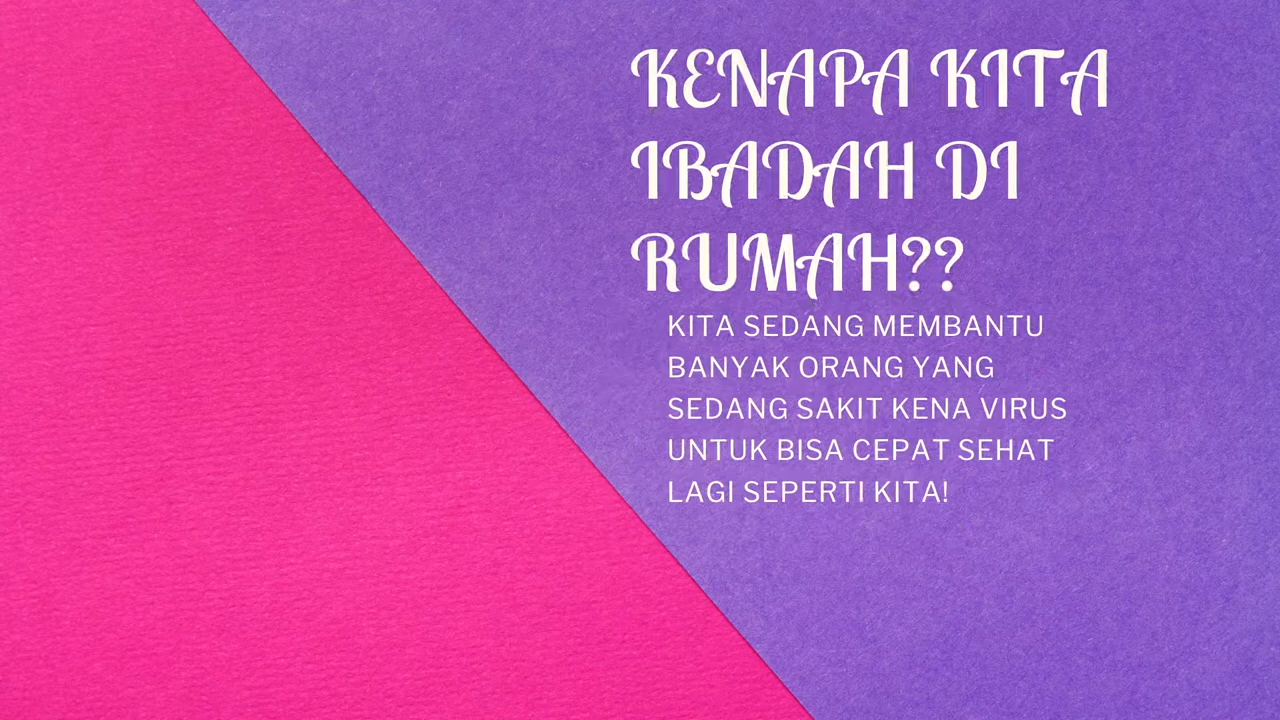 KENAPA KITA
IBADAH DI
RUMAH??
KITA SEDANG MEMBANTU
BANYAK ORANG YANG
SEDANG SAKIT KENA VIRUS
UNTUK BISA CEPAT SEHAT
LAGI SEPERTI KITA!